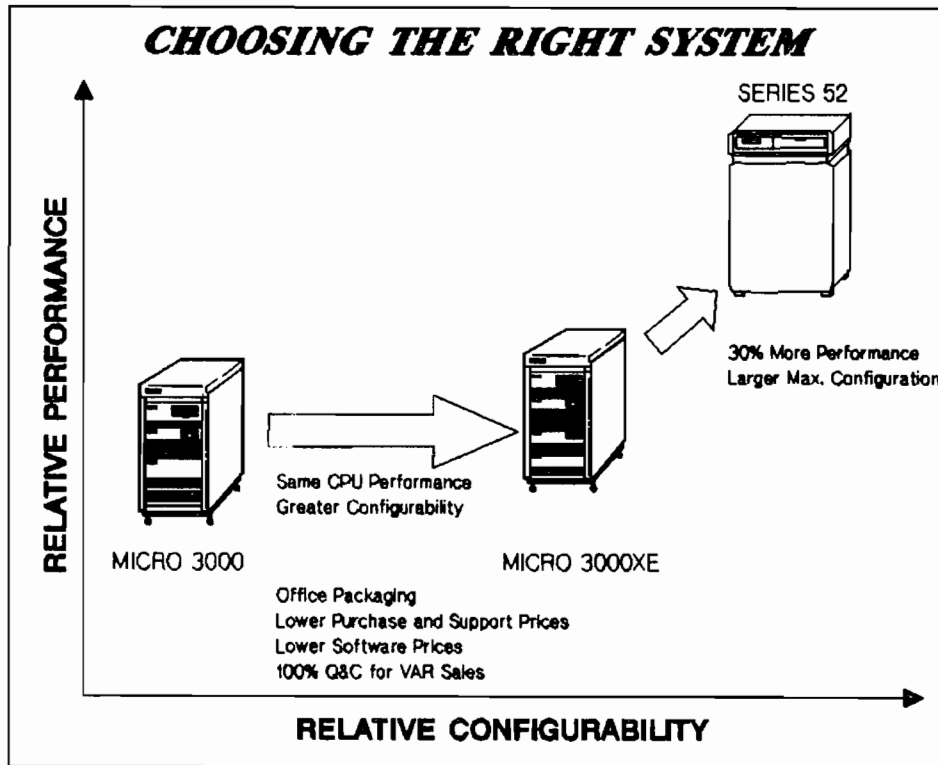 CHOOSING THE RIGHT SYSTEM
SERIES 52
RELATIVE PERFORMANCE
30% More Performance
Larger Max. Configuration
Same CPU Performance
Greater Configurability
MICRO 3000
MICRO 3000XE
Office Packaging
Lower Purchase and Support Prices
Lower Software Prices
100% Q&C for VAR Sales
RELATIVE CONFIGURABILITY